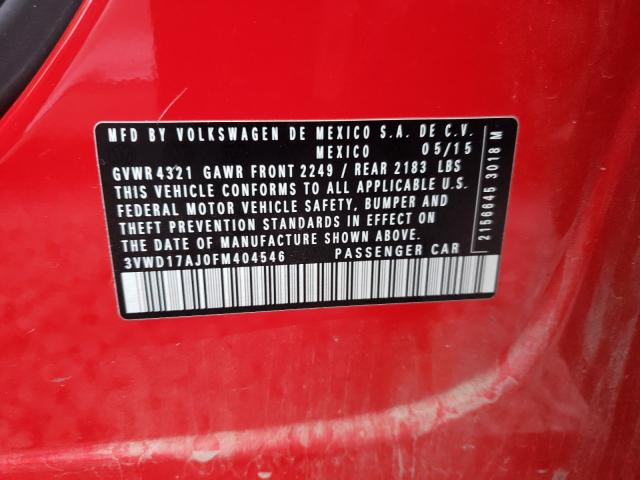 MFD BY VOLKSWAGEN DE MEXICO S.A. DE C.V.
MEXICO 05/15
GVWR 4321 GAWR FRONT 2249 / REAR 2183 LBS
THIS VEHICLE CONFORMS TO ALL APPLICABLE U.S.
FEDERAL MOTOR VEHICLE SAFETY, BUMPER AND
THEFT PREVENTION STANDARDS IN EFFECT ON
THE DATE OF MANUFACTURE SHOWN ABOVE.
3VWD17AJ0FM404546 PASSENGER CAR
2156645 3018 M